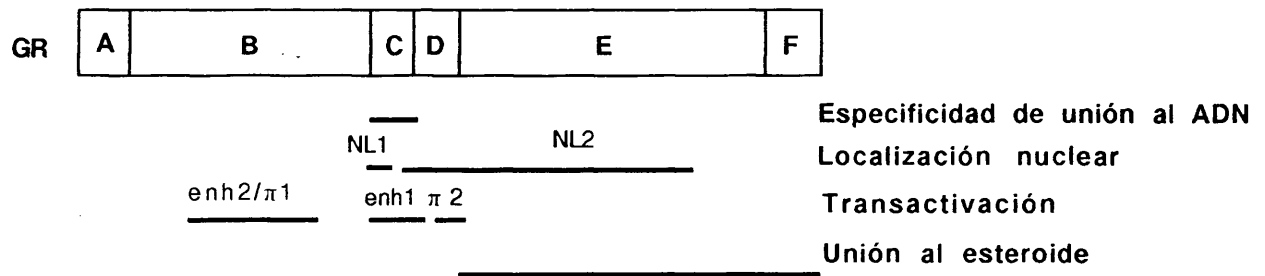 GR A B C D E F
Especificidad de unión al ADN
NL1 NL2
Localización nuclear
enh2/π1 enh1 π 2
Transactivación
Unión al esteroide